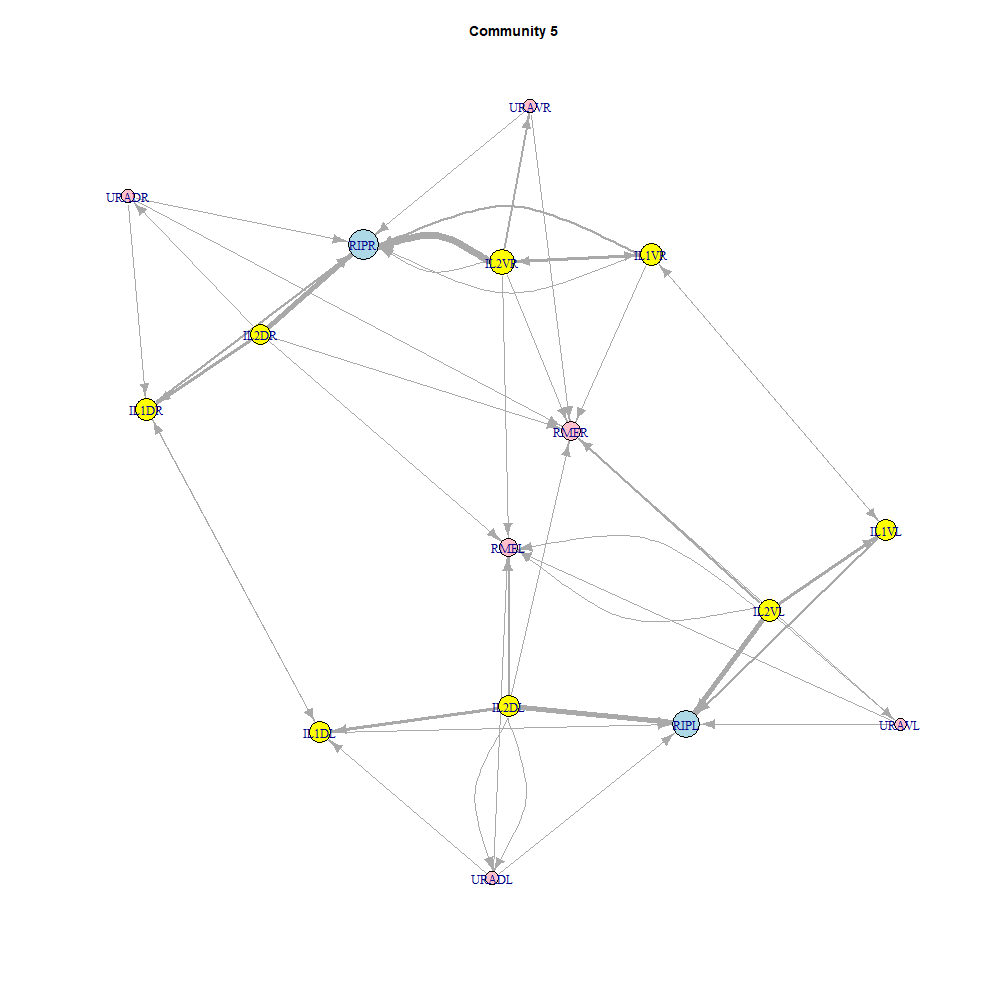 Community 5
URAVR
URADR
RIPR
IL2VR
IL1VR
IL2DR
IL1DR
RMER
IL1VL
RMEL
IL2VL
IL2DL
RIPL
URAVL
IL1DL
URADL